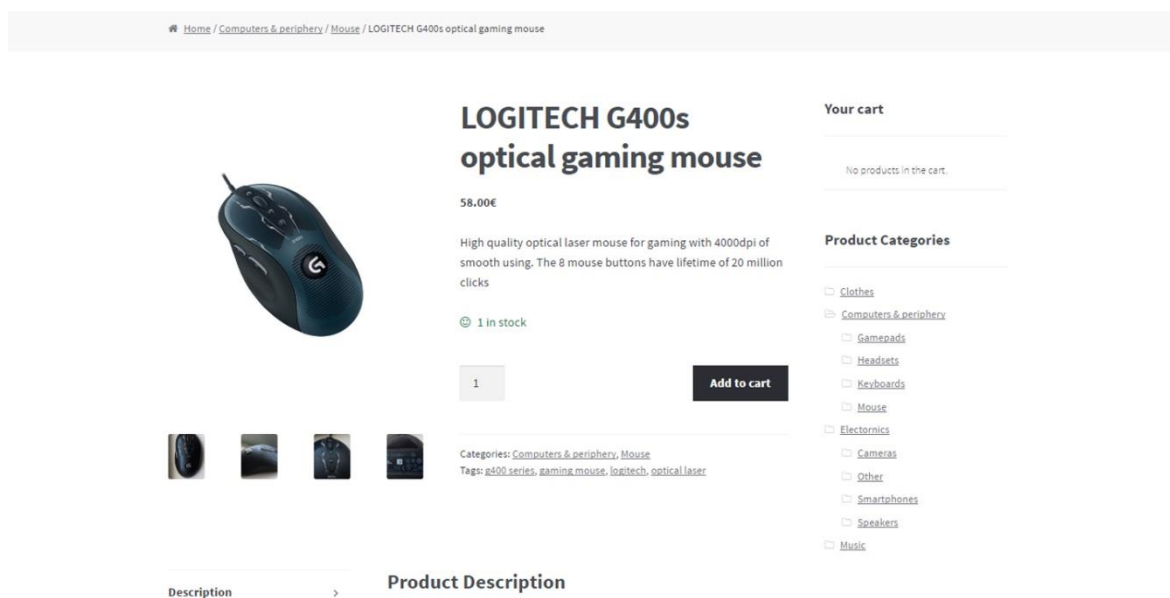 Home / Computers & periphery / Mouse / LOGITECH G400s optical gaming mouse
LOGITECH G400s
optical gaming mouse
58.00€
High quality optical laser mouse for gaming with 4000dpi of
smooth using. The 8 mouse buttons have lifetime of 20 million
clicks
1 in stock
1
Add to cart
Categories: Computers & periphery, Mouse
Tags: g400 series, gaming mouse, logitech, optical laser
Your cart
No products in the cart.
Product Categories
Clothes
Computers & periphery
Gamepads
Headsets
Keyboards
Mouse
Electornics
Cameras
Other
Smartphones
Speakers
Music
Description
Product Description